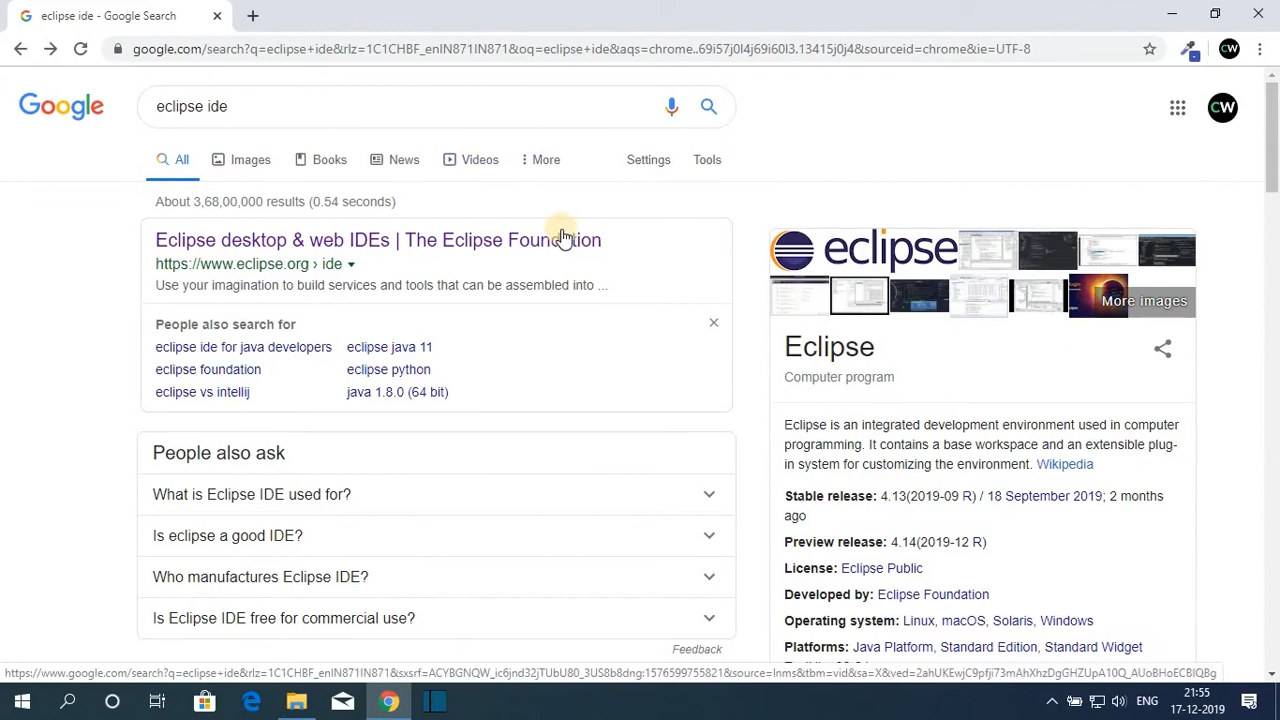 eclipse ide - Google Search
google.com/search?q=eclipse+ide&rlz=1C1CHBF_enIN871IN871&oq=eclipse+ide&aqs=chrome..69i57j0l4j69i60l3.13415j0j4&sourceid=chrome&ie=UTF-8
CW
Google
eclipse ide
CW
All
Images
Books
News
Videos
More
Settings
Tools
About 3,68,00,000 results (0.54 seconds)
Eclipse desktop & web IDEs | The Eclipse Foundation
https://www.eclipse.org › ide
Use your imagination to build services and tools that can be assembled into ...
People also search for
eclipse ide for java developers
eclipse java 11
eclipse foundation
eclipse python
eclipse vs intellij
java 1.8.0 (64 bit)
People also ask
What is Eclipse IDE used for?
Is eclipse a good IDE?
Who manufactures Eclipse IDE?
Is Eclipse IDE free for commercial use?
Feedback
eclipse
More images
Eclipse
Computer program
Eclipse is an integrated development environment used in computer
programming. It contains a base workspace and an extensible plug-
in system for customizing the environment. Wikipedia
Stable release: 4.13(2019-09 R) / 18 September 2019; 2 months
ago
Preview release: 4.14(2019-12 R)
License: Eclipse Public
Developed by: Eclipse Foundation
Operating system: Linux, macOS, Solaris, Windows
Platforms: Java Platform, Standard Edition, Standard Widget
ENG
21:55
17-12-2019